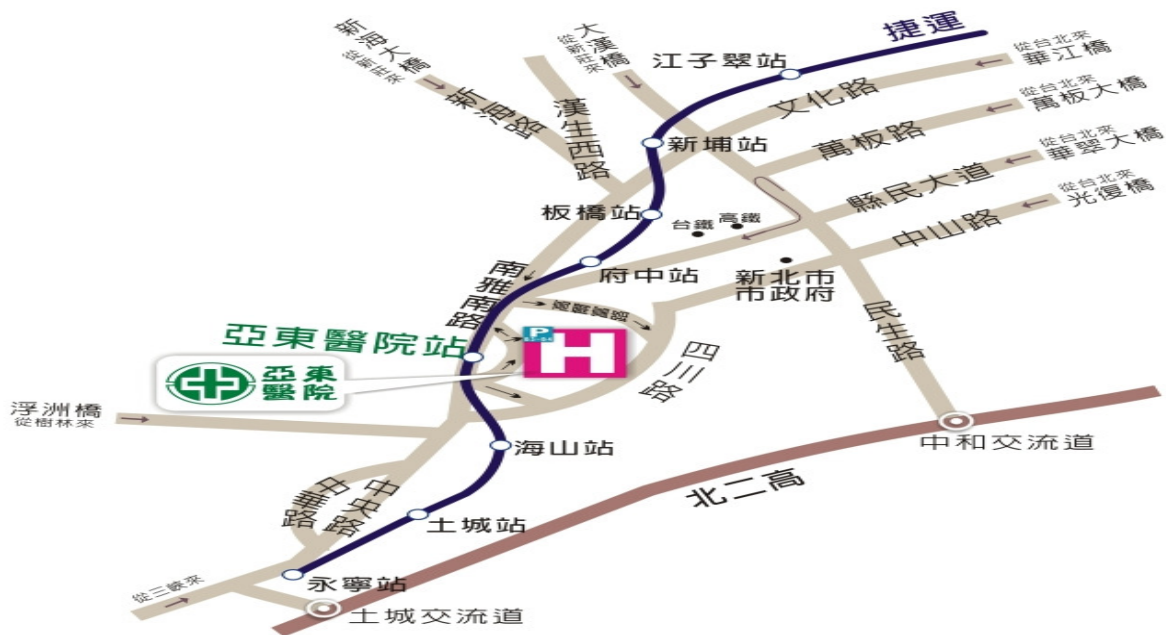 捷運
新海大橋
從新莊來
新海路
漢生西路
大漢橋
從新莊來
江子翠站
文化路
從台北來
華江橋
新埔站
萬板路
從台北來
萬板大橋
縣民大道
從台北來
華翠大橋
板橋站
台鐵
高鐵
中山路
從台北來
光復橋
府中站
新北市
市政府
南雅南路
民生路
亞東醫院站
P
H
四川路
亞東
醫院
浮洲橋
從樹林來
海山站
中和交流道
北二高
中華路
中央路
土城站
從三峽來
永寧站
土城交流道